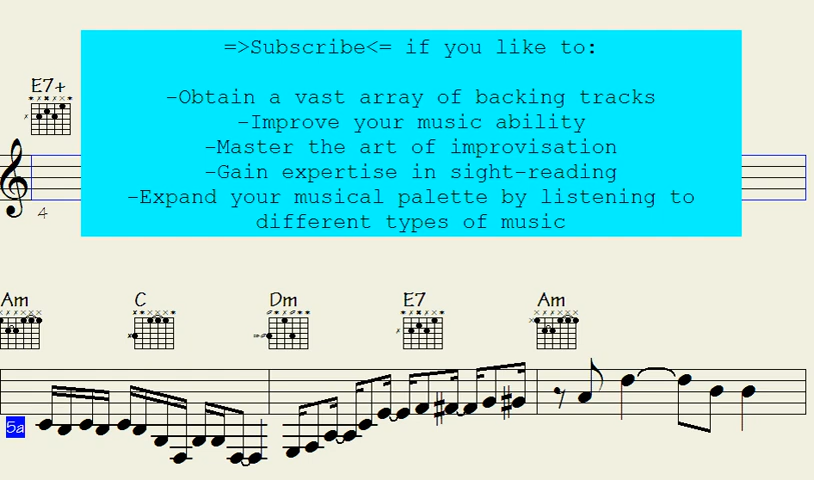 =>Subscribe<= if you like to:
-Obtain a vast array of backing tracks
-Improve your music ability
-Master the art of improvisation
-Gain expertise in sight-reading
-Expand your musical palette by listening to
different types of music
E7+
4
Am C Dm E7 Am
5a